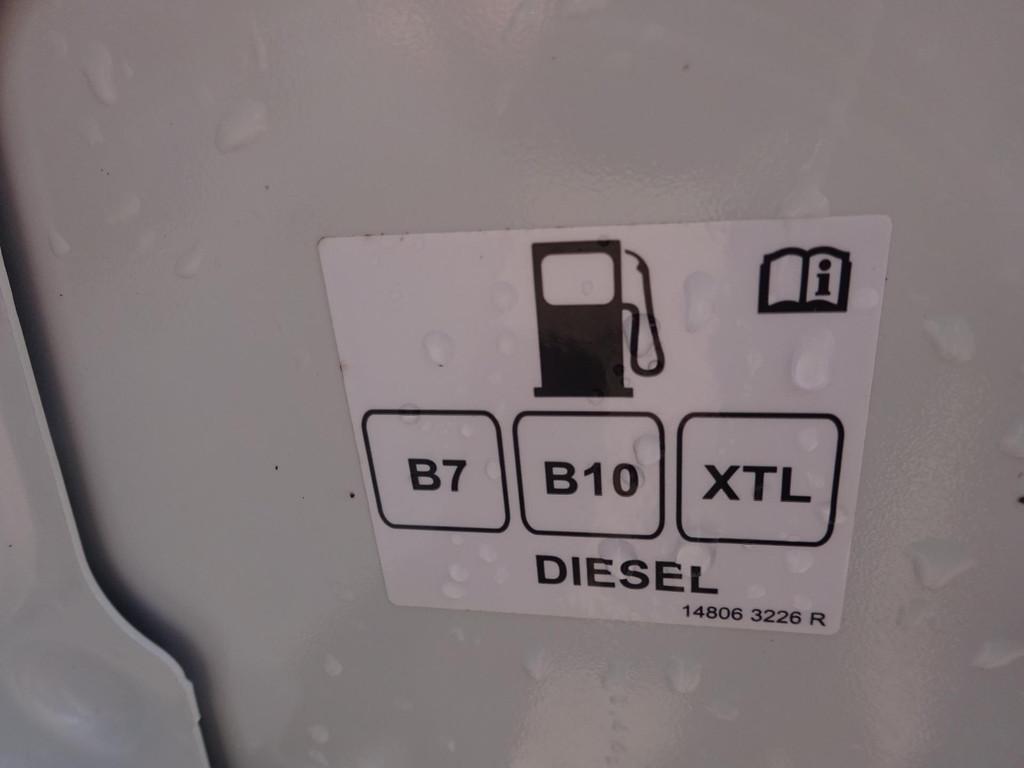 i
B7 B10 XTL
DIESEL
14806 3226 R